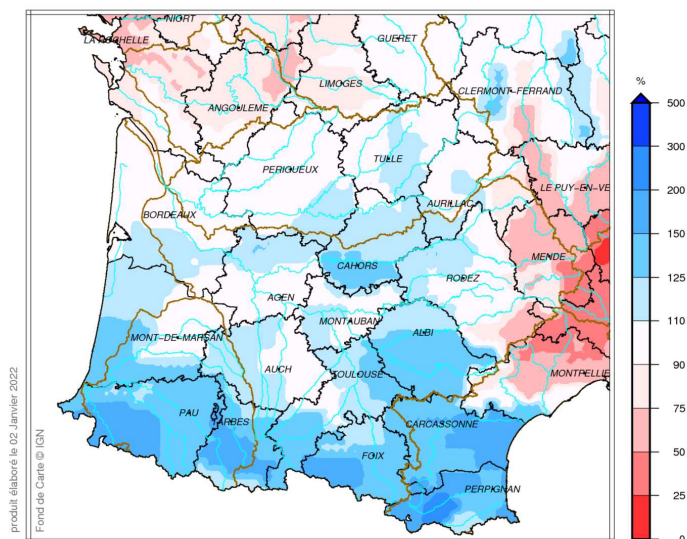 NIORT
LA ROCHELLE
GUERET
%
500
LIMOGES
CLERMONT-FERRAND
ANGOULEME
300
PERIGUEUX
TULLE
200
LE PUY-EN-VE
AURILLAC
BORDEAUX
150
MENDE
CAHORS
RODEZ
125
AGEN
110
MONTAUBAN
ALBI
MONT-DE-MARSAN
90
AUCH
TOULOUSE
MONTPELLIE
75
PAU
TARBES
CARCASSONNE
50
FOIX
PERPIGNAN
25
0
produit élaboré le 02 Janvier 2022
Fond de Carte © IGN